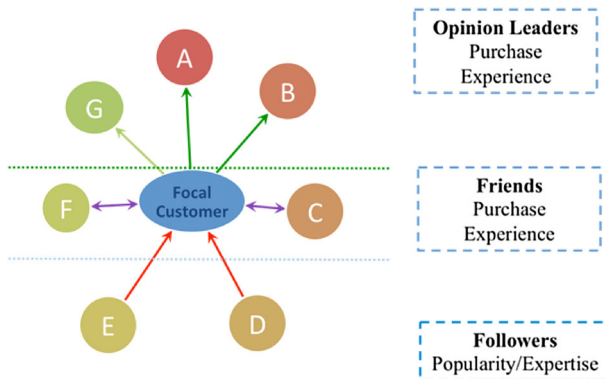 Opinion Leaders
Purchase
Experience
A
B
G
Focal
Customer
F
C
Friends
Purchase
Experience
E
D
Followers
Popularity/Expertise